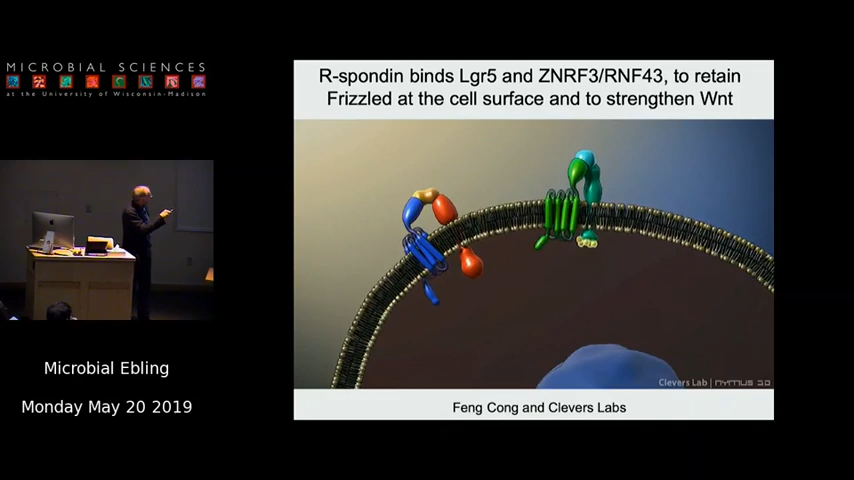 MICROBIAL SCIENCES
at the University of Wisconsin-Madison
R-spondin binds Lgr5 and ZNRF3/RNF43, to retain
Frizzled at the cell surface and to strengthen Wnt
Clevers Lab | NYMUS 3D
Feng Cong and Clevers Labs
Microbial Ebling
Monday May 20 2019